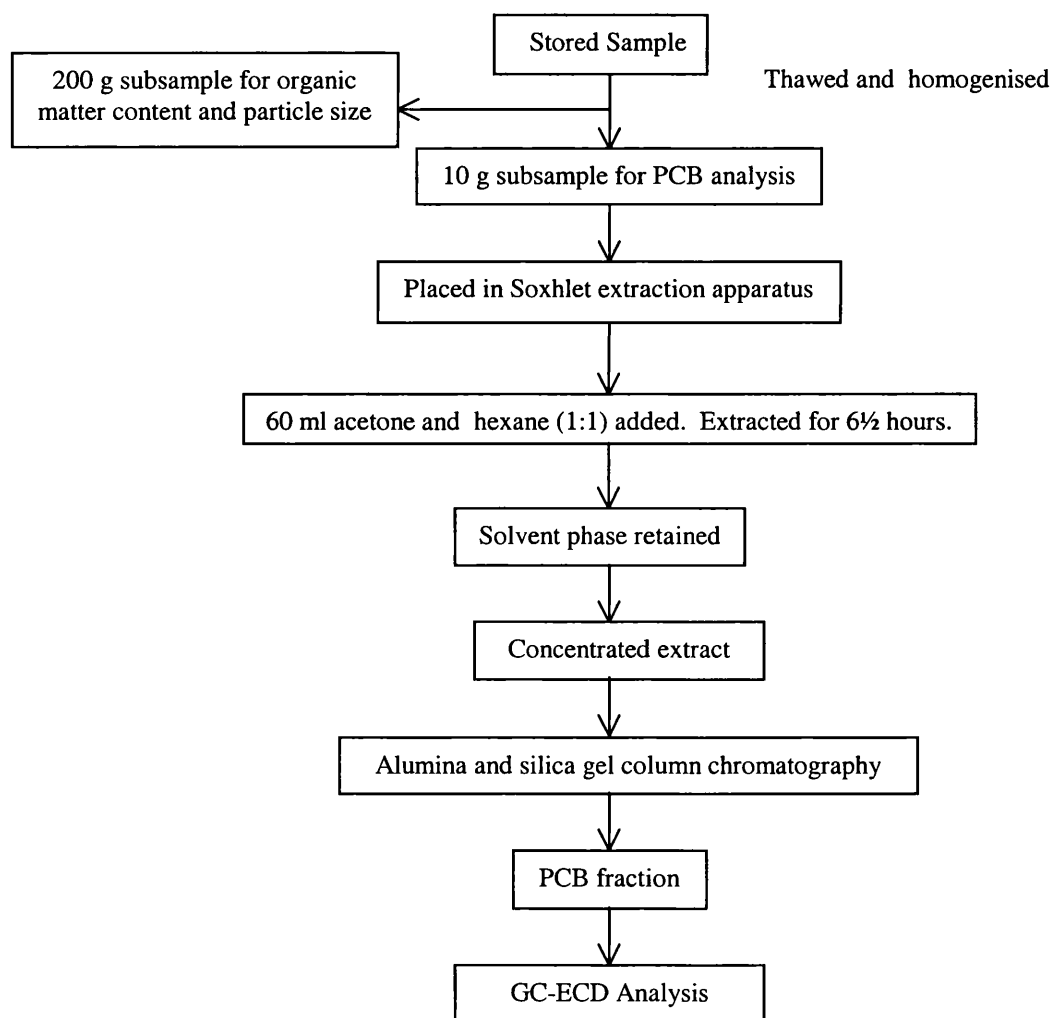 Stored Sample
200 g subsample for organic
matter content and particle size
Thawed and homogenised
10 g subsample for PCB analysis
Placed in Soxhlet extraction apparatus
60 ml acetone and hexane (1:1) added. Extracted for 6½ hours.
Solvent phase retained
Concentrated extract
Alumina and silica gel column chromatography
PCB fraction
GC-ECD Analysis